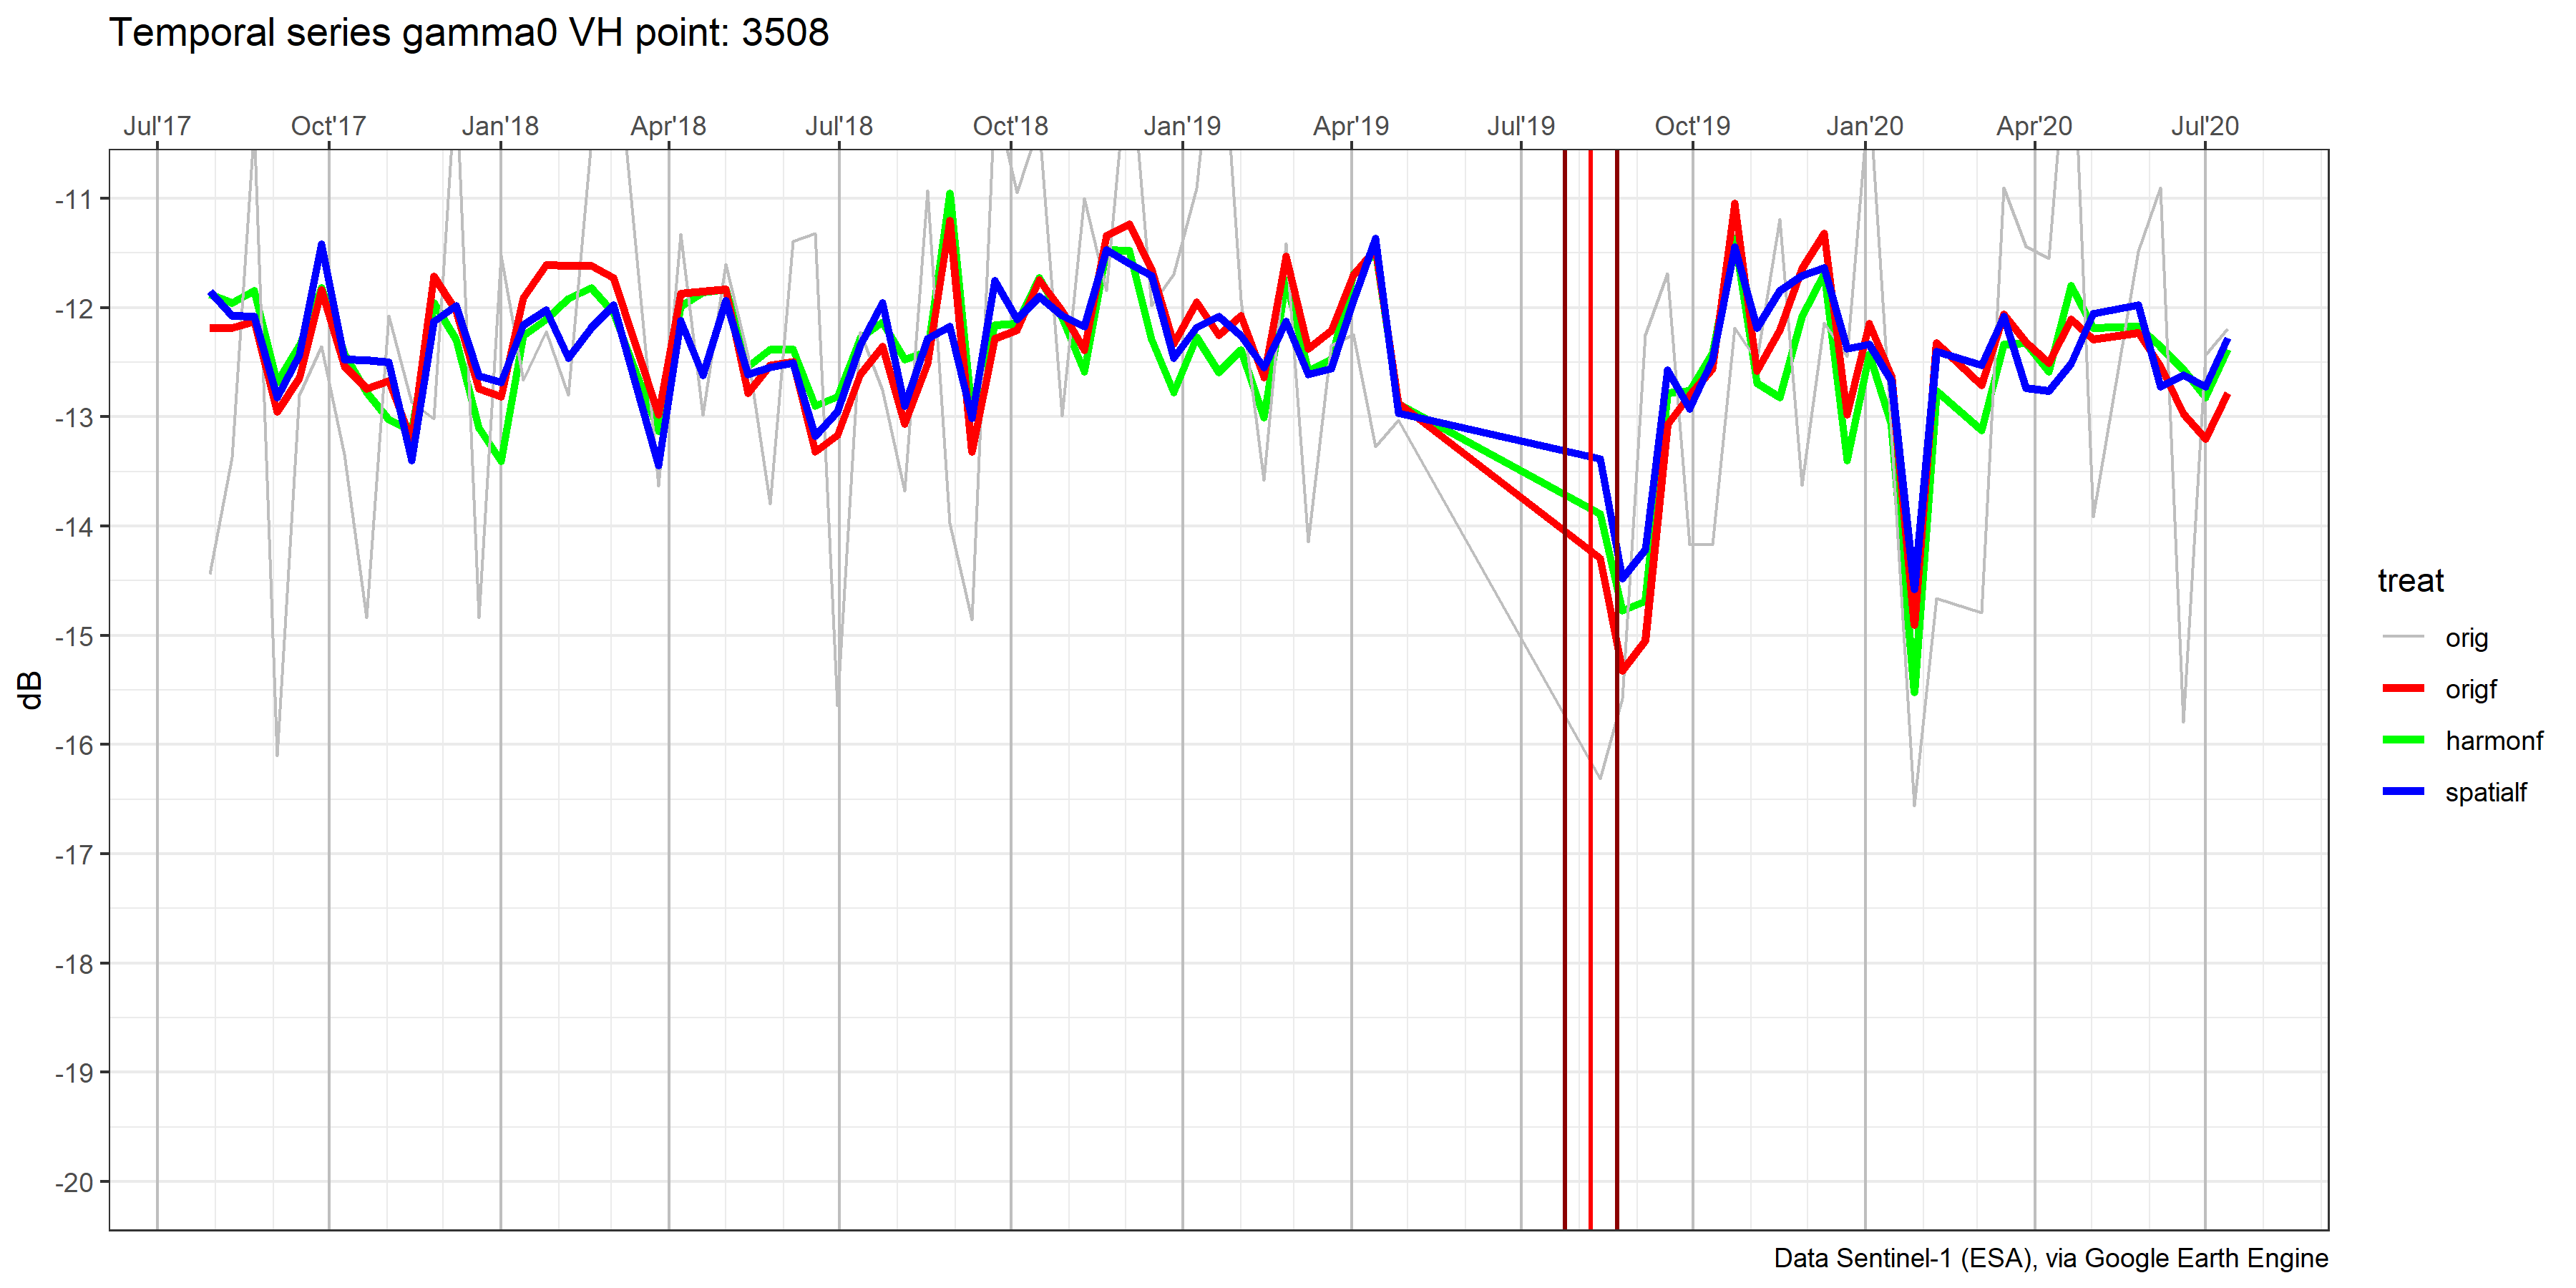 Temporal series gamma0 VH point: 3508
Jul'17 Oct'17 Jan'18 Apr'18 Jul'18 Oct'18 Jan'19 Apr'19 Jul'19 Oct'19 Jan'20 Apr'20 Jul'20
-11
-12
-13
-14
-15
-16
-17
-18
-19
-20
dB
treat
orig
origf
harmonf
spatialf
Data Sentinel-1 (ESA), via Google Earth Engine